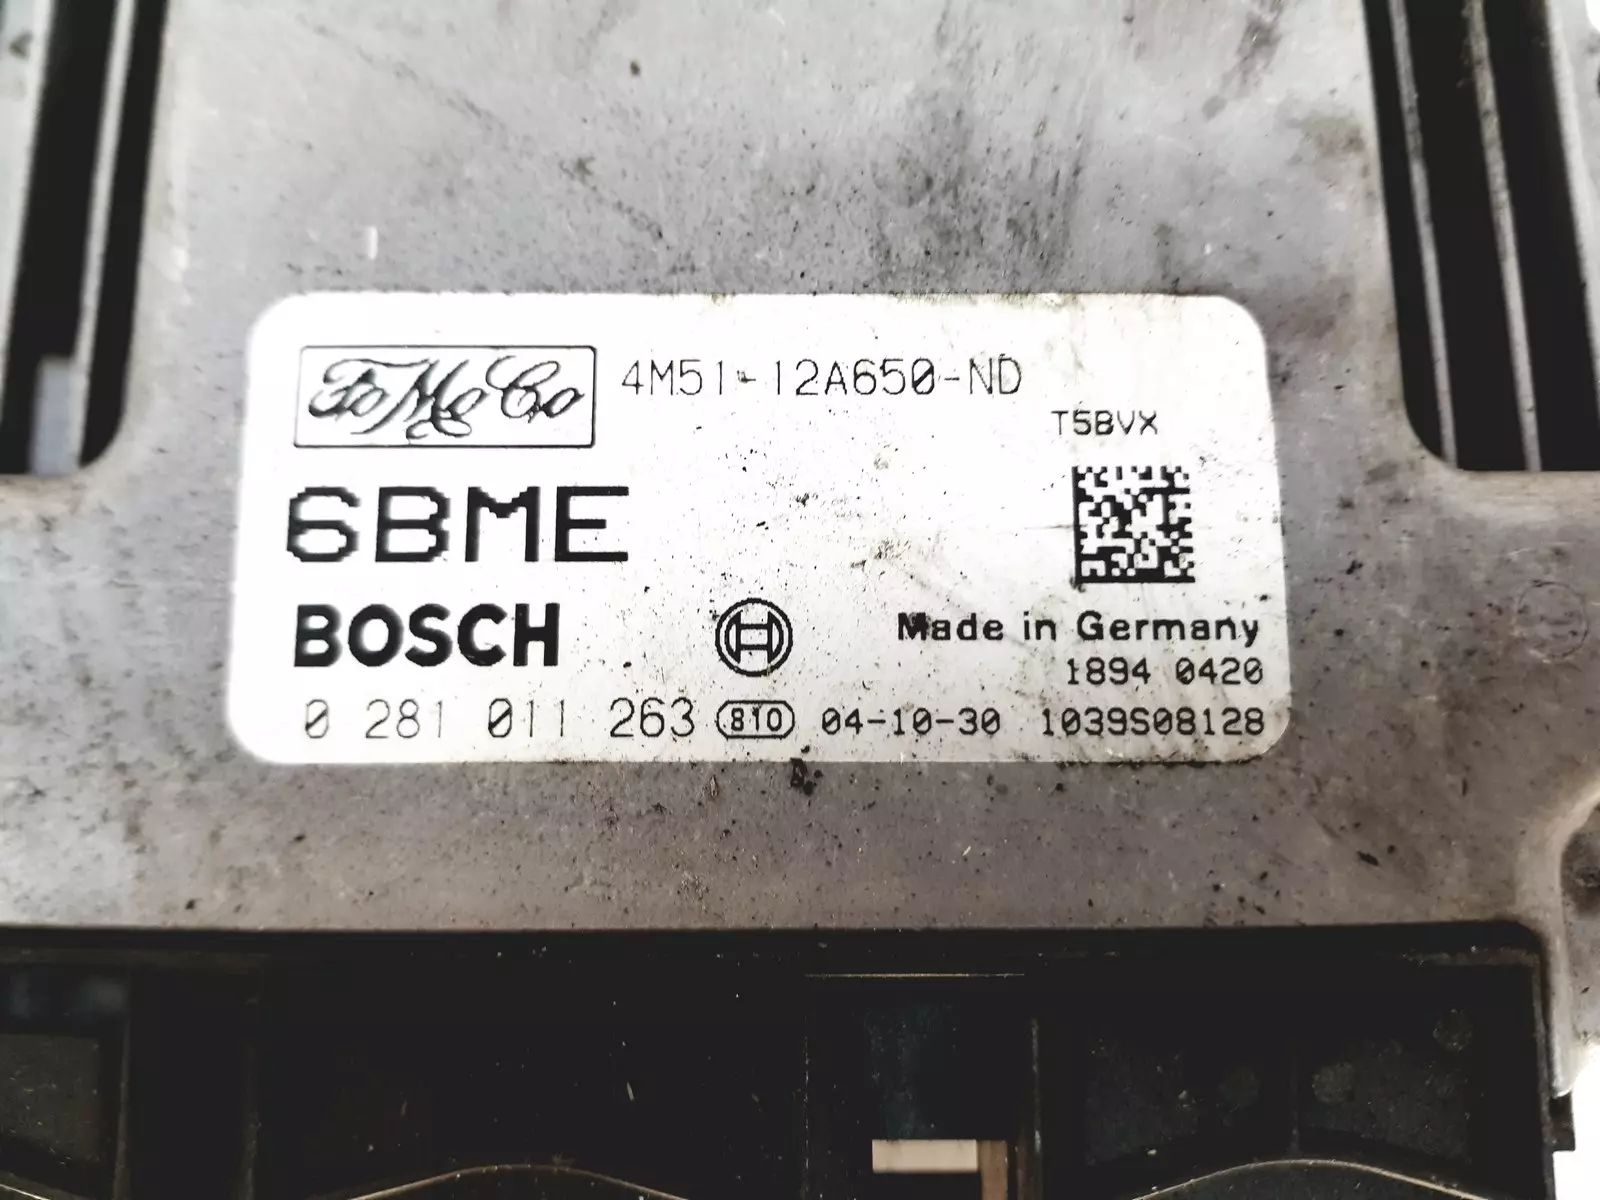 FoMoCo 4M51-12A650-ND
T5BVX
6BME
BOSCH Made in Germany
1894 0420
0 281 011 263 810 04-10-30 1039S08128